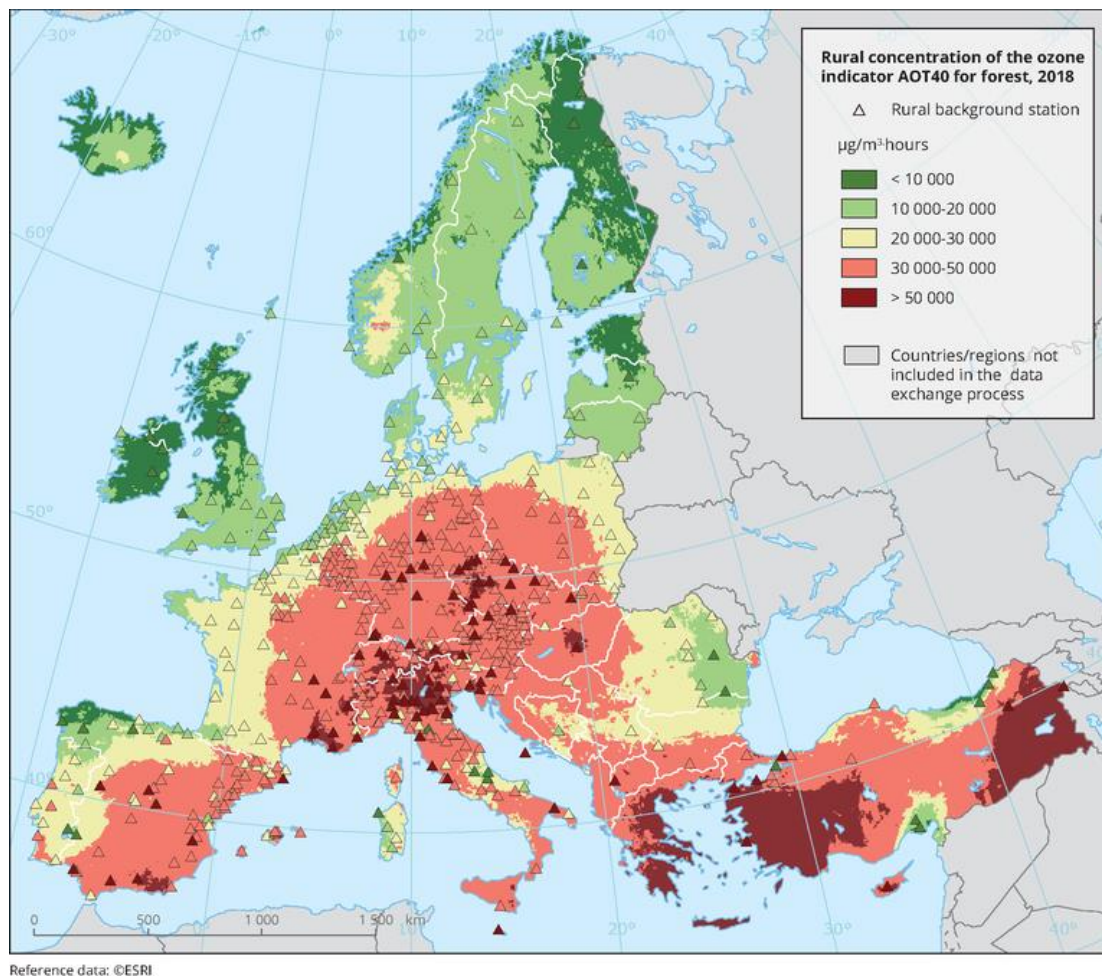 -30°
-20°
-10°
0°
10°
20°
30°
60°
50°
40°
20°
30°
40
Rural concentration of the ozone
indicator AOT40 for forest, 2018
Rural background station
µg/m³·hours
< 10 000
10 000-20 000
20 000-30 000
30 000-50 000
> 50 000
Countries/regions not
included in the data
exchange process
0 500 1 000 1 500 km
Reference data: ©ESRI